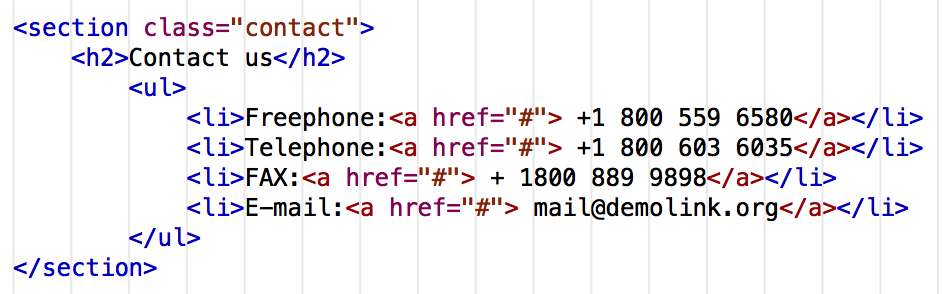 <section class="contact">
<h2>Contact us</h2>
<ul>
<li>Freephone:<a href="#"> +1 800 559 6580</a></li>
<li>Telephone:<a href="#"> +1 800 603 6035</a></li>
<li>FAX:<a href="#"> + 1800 889 9898</a></li>
<li>E-mail:<a href="#"> mail@demolink.org</a></li>
</ul>
</section>